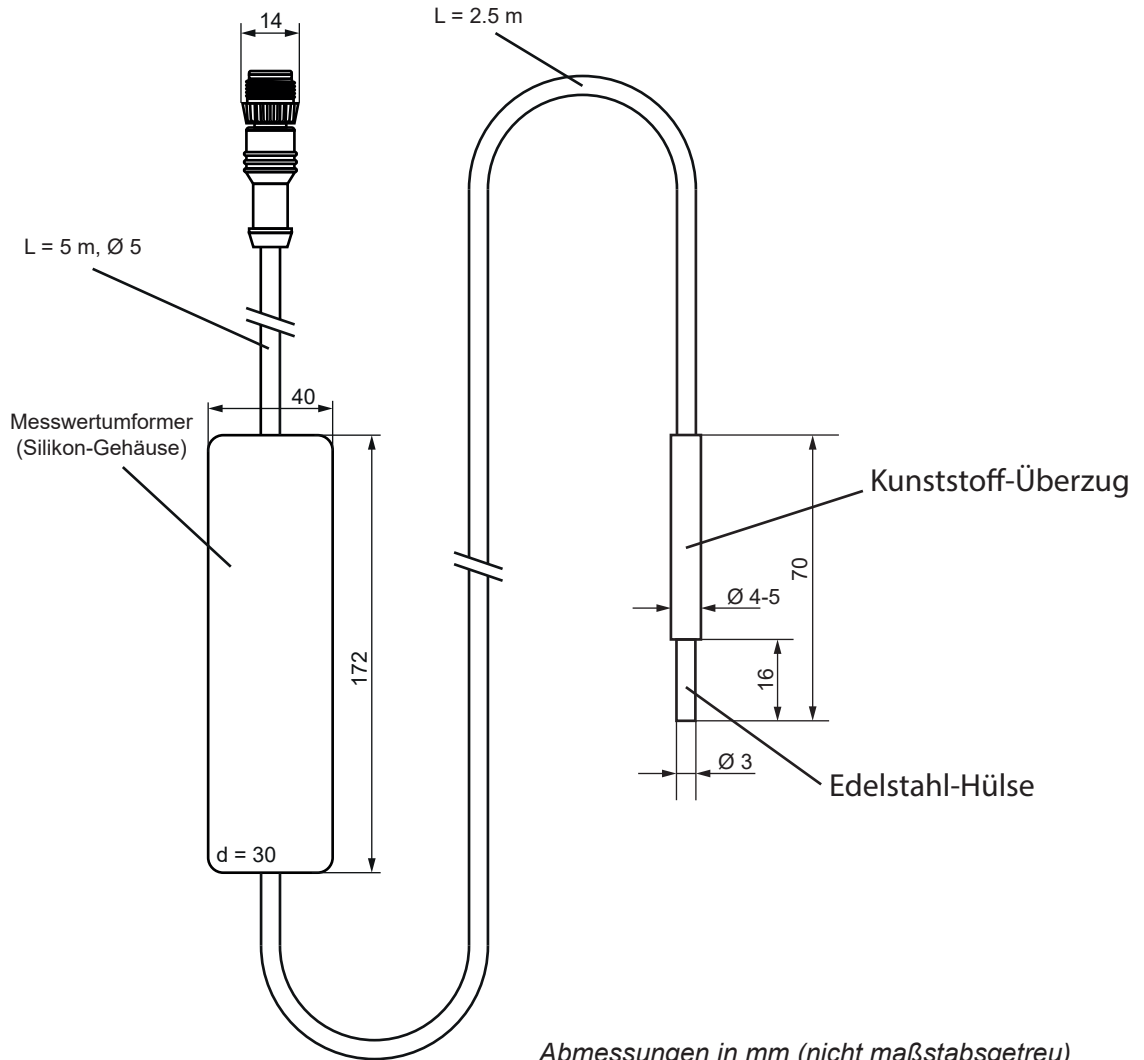 14
L = 2.5 m
L = 5 m, Ø 5
40
Messwertumformer
(Silikon-Gehäuse)
Kunststoff-Überzug
70
Ø 4-5
172
16
Ø 3
Edelstahl-Hülse
d = 30
Abmessungen in mm (nicht maßstabsgetreu)